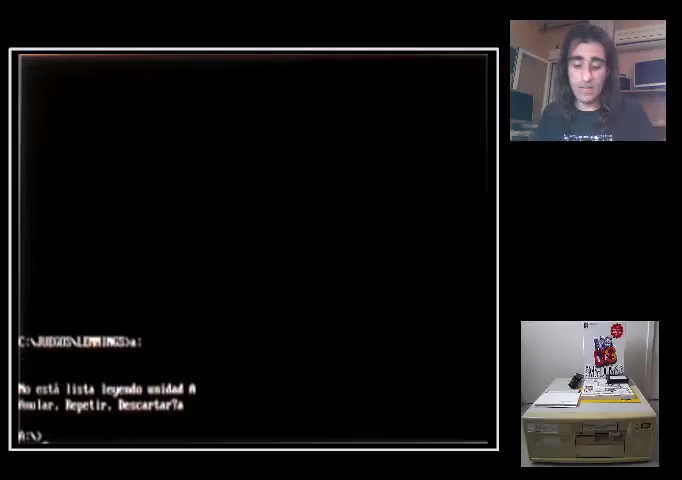 C:\JUEGOS\LEMMINGS>a:
No está lista leyendo unidad A
Anular, Repetir, Descartar?a
A:\>_